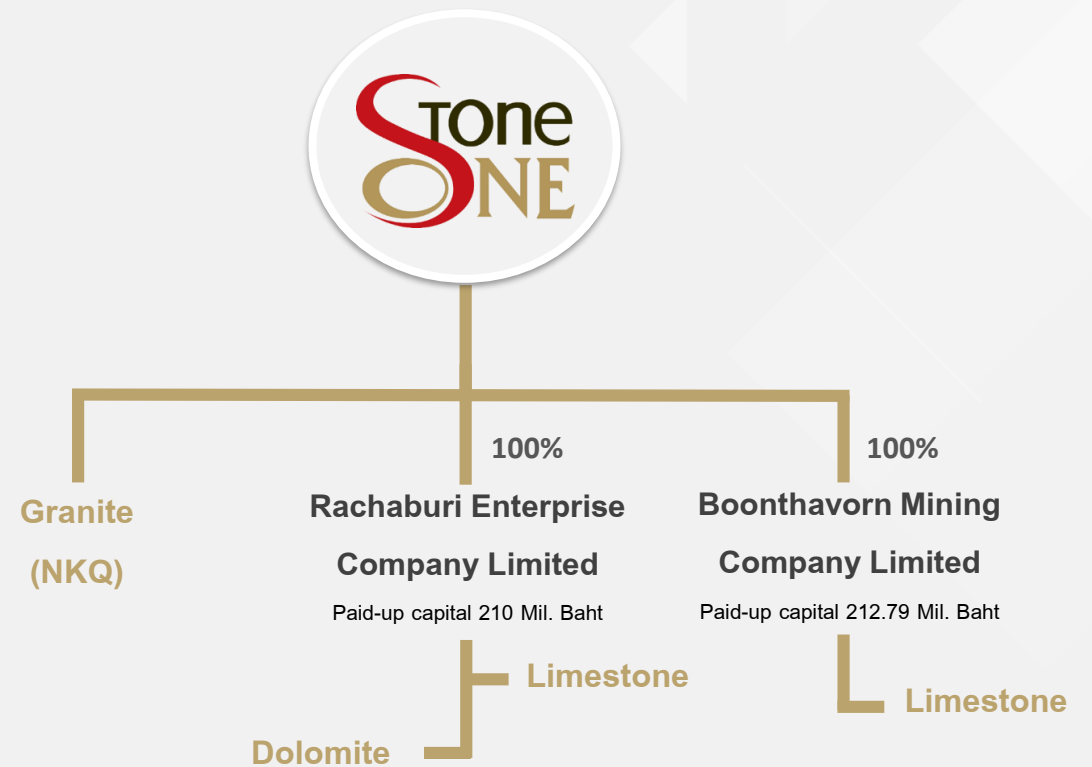 STone
ONE
100%
100%
Granite
(NKQ)
Rachaburi Enterprise
Company Limited
Paid-up capital 210 Mil. Baht
Boonthavorn Mining
Company Limited
Paid-up capital 212.79 Mil. Baht
Limestone
Dolomite
Limestone